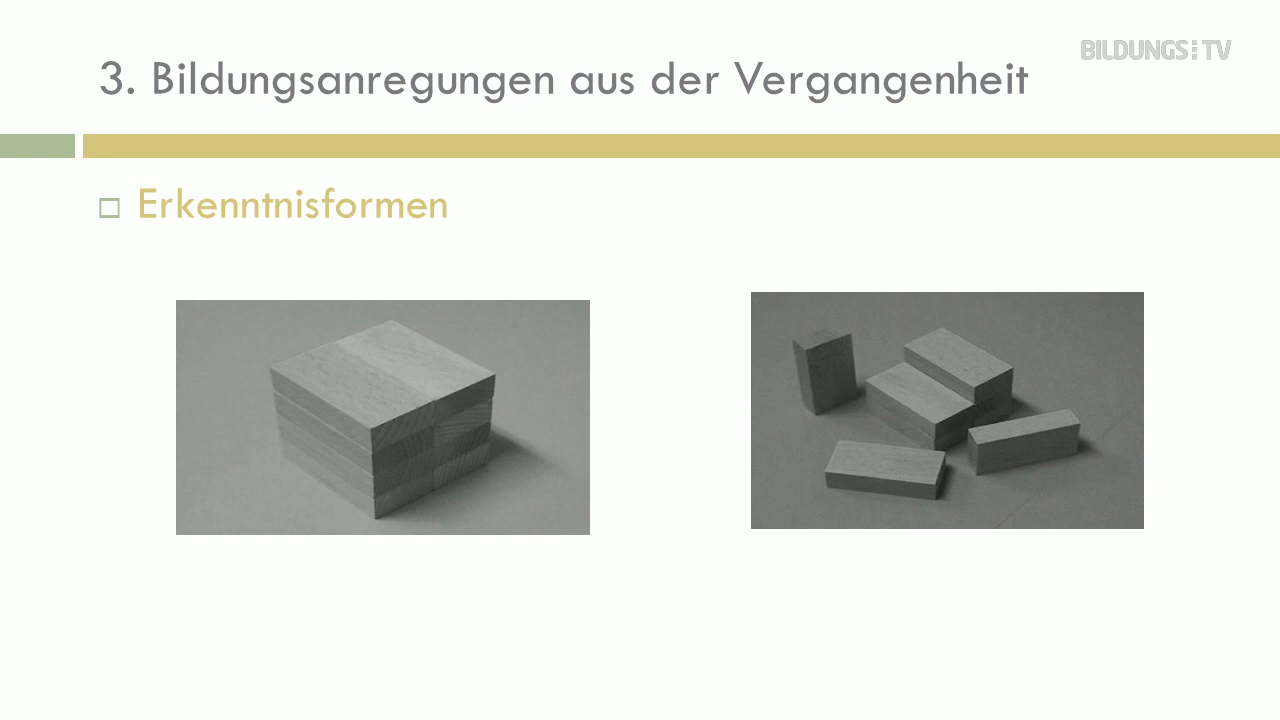 BILDUNGS TV
3. Bildungsanregungen aus der Vergangenheit
Erkenntnisformen